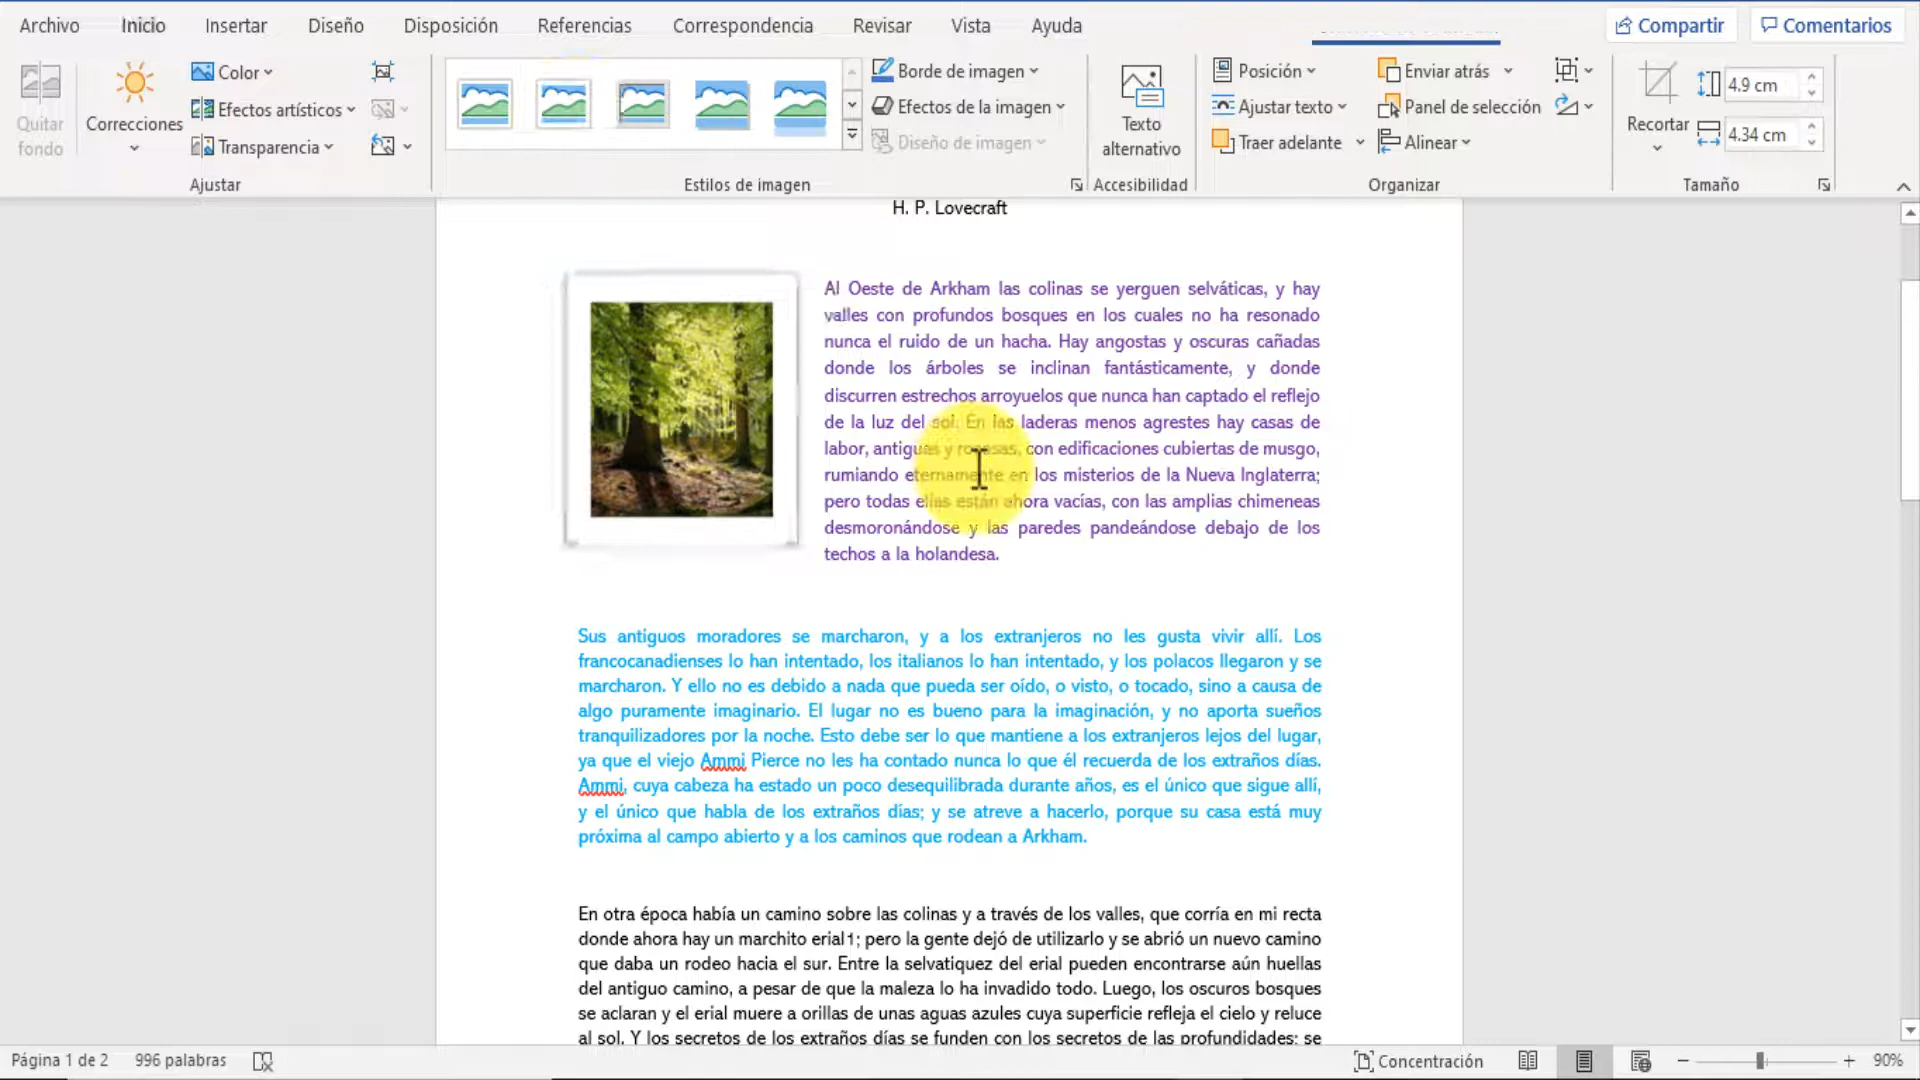 Archivo Inicio Insertar Diseño Disposición Referencias Correspondencia Revisar Vista Ayuda Compartir Comentarios
Quitar fondo
Correcciones
Color
Efectos artísticos
Transparencia
Ajustar
Estilos de imagen
Borde de imagen
Efectos de la imagen
Diseño de imagen
Texto alternativo
Accesibilidad
Posición
Ajustar texto
Traer adelante
Enviar atrás
Panel de selección
Alinear
Organizar
Recortar
4.9 cm
4.34 cm
Tamaño
H. P. Lovecraft
Al Oeste de Arkham las colinas se yerguen selváticas, y hay
valles con profundos bosques en los cuales no ha resonado
nunca el ruido de un hacha. Hay angostas y oscuras cañadas
donde los árboles se inclinan fantásticamente, y donde
discurren estrechos arroyuelos que nunca han captado el reflejo
de la luz del sol. En las laderas menos agrestes hay casas de
labor, antiguas y rocosas, con edificaciones cubiertas de musgo,
rumiando eternamente en los misterios de la Nueva Inglaterra;
pero todas ellas están ahora vacías, con las amplias chimeneas
desmoronándose y las paredes pandeándose debajo de los
techos a la holandesa.
Sus antiguos moradores se marcharon, y a los extranjeros no les gusta vivir allí. Los
francocanadienses lo han intentado, los italianos lo han intentado, y los polacos llegaron y se
marcharon. Y ello no es debido a nada que pueda ser oído, o visto, o tocado, sino a causa de
algo puramente imaginario. El lugar no es bueno para la imaginación, y no aporta sueños
tranquilizadores por la noche. Esto debe ser lo que mantiene a los extranjeros lejos del lugar,
ya que el viejo Ammi Pierce no les ha contado nunca lo que él recuerda de los extraños días.
Ammi, cuya cabeza ha estado un poco desequilibrada durante años, es el único que sigue allí,
y el único que habla de los extraños días; y se atreve a hacerlo, porque su casa está muy
próxima al campo abierto y a los caminos que rodean a Arkham.
En otra época había un camino sobre las colinas y a través de los valles, que corría en mi recta
donde ahora hay un marchito erial1; pero la gente dejó de utilizarlo y se abrió un nuevo camino
que daba un rodeo hacia el sur. Entre la selvatiquez del erial pueden encontrarse aún huellas
del antiguo camino, a pesar de que la maleza lo ha invadido todo. Luego, los oscuros bosques
se aclaran y el erial muere a orillas de unas aguas azules cuya superficie refleja el cielo y reluce
al sol. Y los secretos de los extraños días se funden con los secretos de las profundidades; se
Página 1 de 2 996 palabras Concentración 90%